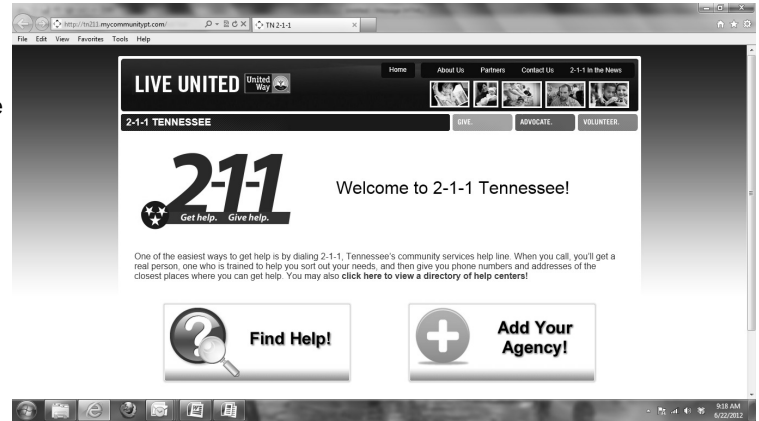 http://tn211.mycommunitypt.com/
TN 2-1-1
File Edit View Favorites Tools Help
Home About Us Partners Contact Us 2-1-1 in the News
LIVE UNITED United Way
2-1-1 TENNESSEE GIVE. ADVOCATE. VOLUNTEER.
2-1-1
Get help. Give help.
Welcome to 2-1-1 Tennessee!
One of the easiest ways to get help is by dialing 2-1-1, Tennessee's community services help line. When you call, you'll get a
real person, one who is trained to help you sort out your needs, and then give you phone numbers and addresses of the
closest places where you can get help. You may also click here to view a directory of help centers!
Find Help!
Add Your
Agency!
9:18 AM
6/22/2012